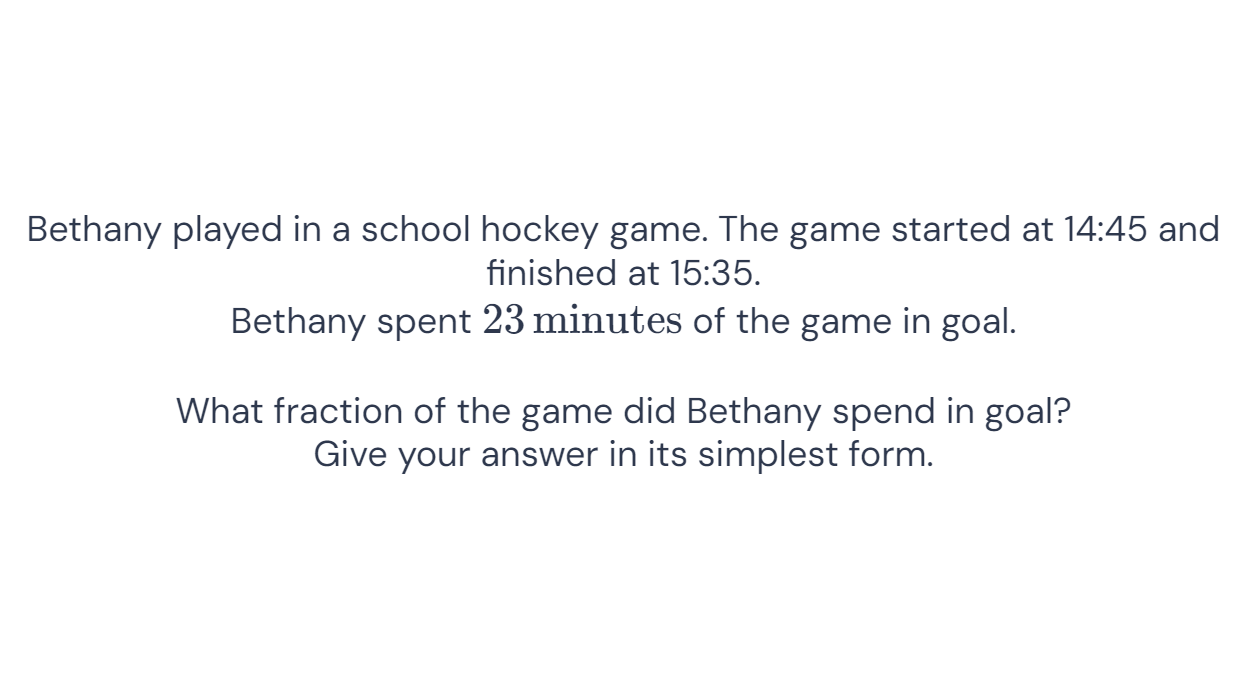 Bethany played in a school hockey game. The game started at 14:45 and
finished at 15:35.
Bethany spent 23 minutes of the game in goal.
What fraction of the game did Bethany spend in goal?
Give your answer in its simplest form.